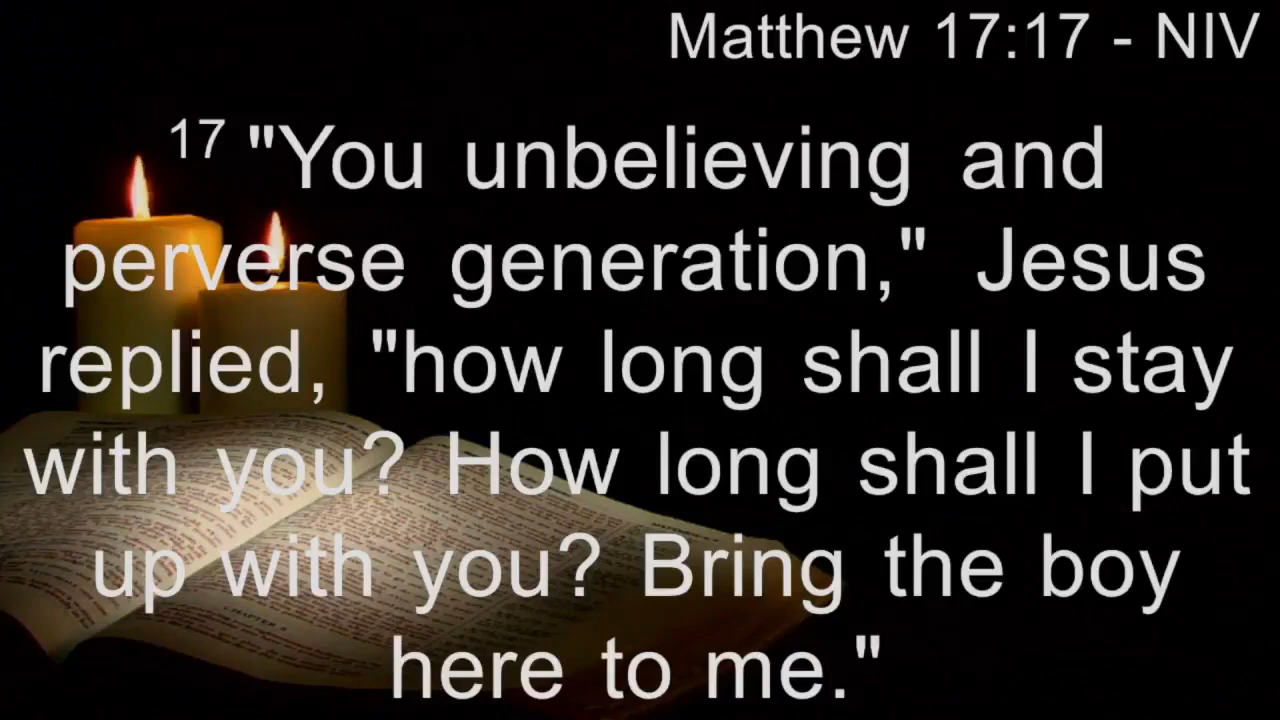 Matthew 17:17 - NIV
17 "You unbelieving and
perverse generation," Jesus
replied, "how long shall I stay
with you? How long shall I put
up with you? Bring the boy
here to me."